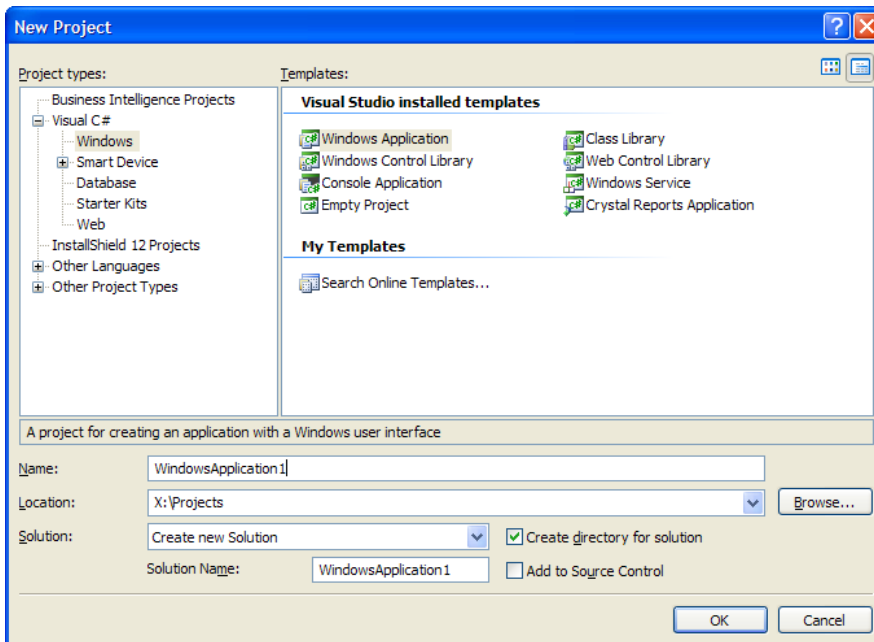 New Project
Project types:
Templates:
Business Intelligence Projects
Visual C#
Windows
Smart Device
Database
Starter Kits
Web
InstallShield 12 Projects
Other Languages
Other Project Types
Visual Studio installed templates
Windows Application
Class Library
Windows Control Library
Web Control Library
Console Application
Windows Service
Empty Project
Crystal Reports Application
My Templates
Search Online Templates...
A project for creating an application with a Windows user interface
Name: WindowsApplication1
Location: X:\Projects Browse...
Solution: Create new Solution Create directory for solution
Solution Name: WindowsApplication1 Add to Source Control
OK Cancel